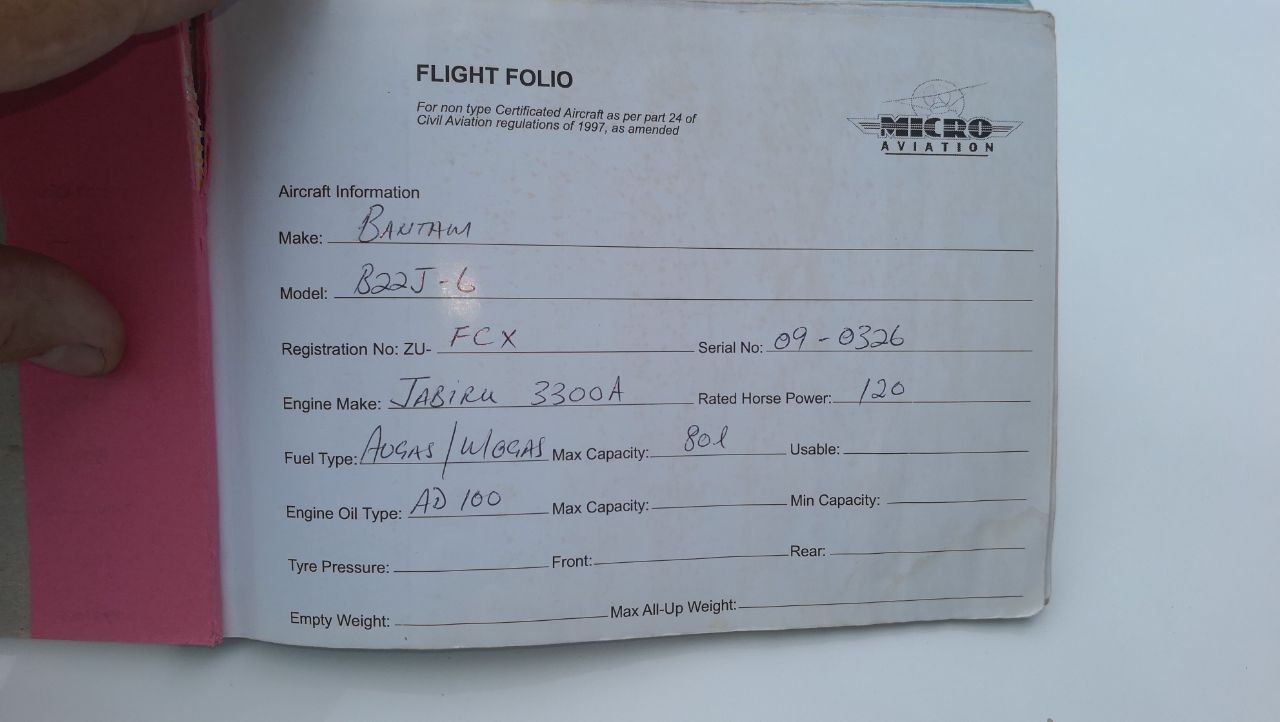 FLIGHT FOLIO
For non type Certificated Aircraft as per part 24 of
Civil Aviation regulations of 1997, as amended
MICRO
AVIATION
Aircraft Information
Make: BANTAM
Model: B22J-6
Registration No: ZU- FCX Serial No: 09-0326
Engine Make: JABIRU 3300A Rated Horse Power: 120
Fuel Type: AVGAS/MOGAS Max Capacity: 80l Usable:
Engine Oil Type: AD 100 Max Capacity: Min Capacity:
Tyre Pressure: Front: Rear:
Empty Weight: Max All-Up Weight: